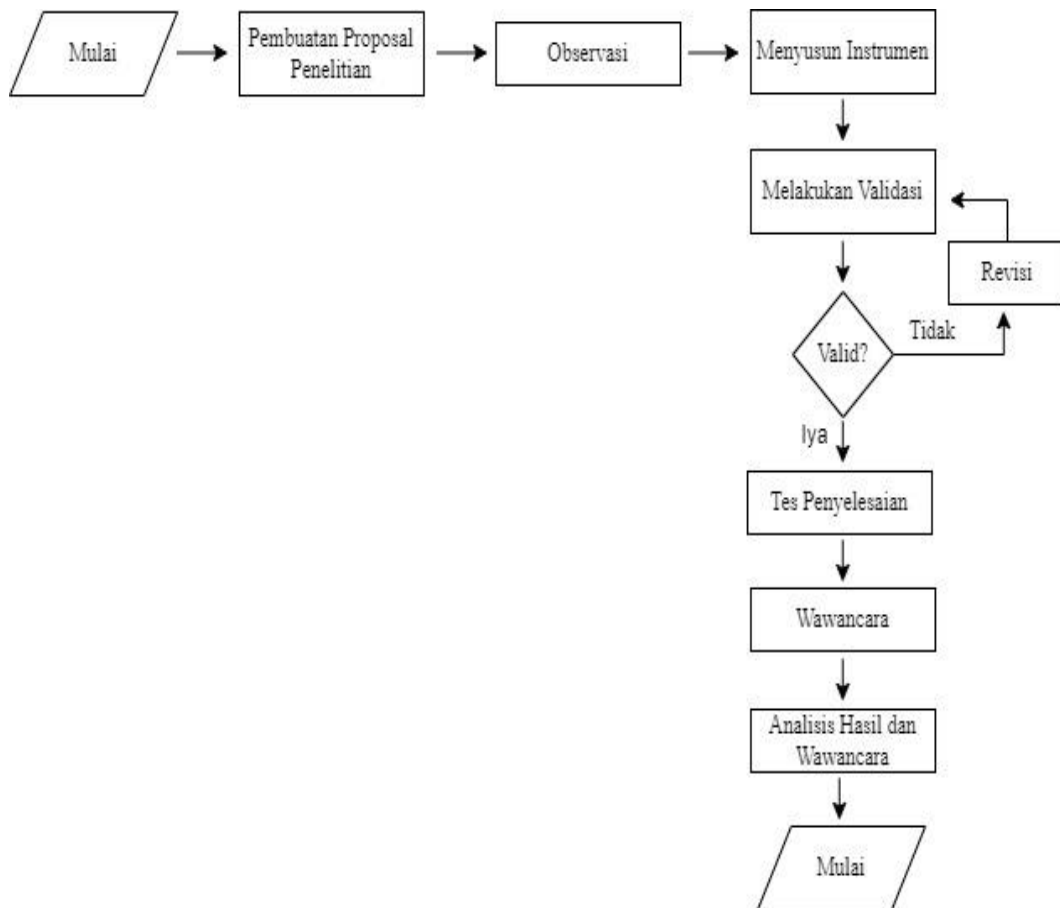 Mulai
Pembuatan Proposal
Penelitian
Observasi
Menyusun Instrumen
Melakukan Validasi
Revisi
Tidak
Valid?
Iya
Tes Penyelesaian
Wawancara
Analisis Hasil dan
Wawancara
Mulai